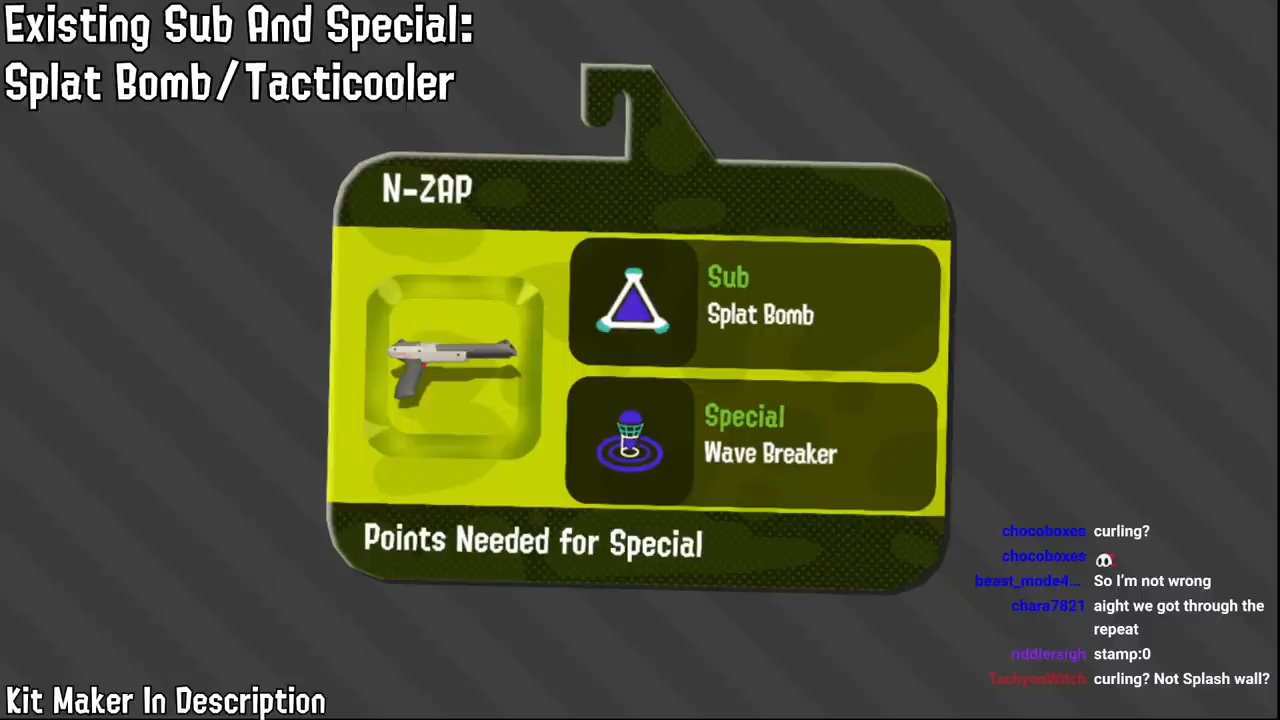 Existing Sub And Special:
Splat Bomb/Tacticooler
N-ZAP
Sub
Splat Bomb
Special
Wave Breaker
Points Needed for Special
chocoboxes curling?
chocoboxes
beast_mode4... So I'm not wrong
chara7821 aight we got through the
repeat
riddlersigh stamp:0
TachyonWitch curling? Not Splash wall?
Kit Maker In Description